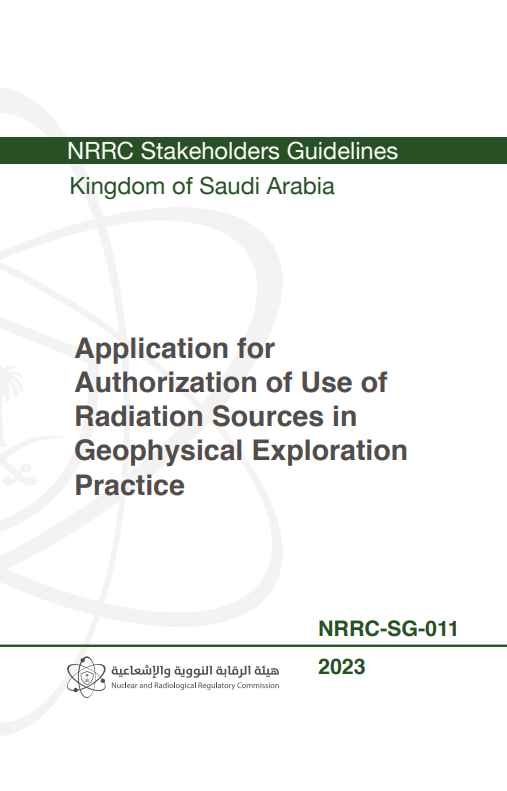 NRRC Stakeholders Guidelines
Kingdom of Saudi Arabia
Application for
Authorization of Use of
Radiation Sources in
Geophysical Exploration
Practice
NRRC-SG-011
2023
هيئة الرقابة النووية والإشعاعية
Nuclear and Radiological Regulatory Commission